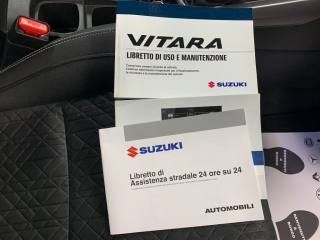 VITARA
LIBRETTO DI USO E MANUTENZIONE
SUZUKI
SUZUKI
Libretto di
Assistenza stradale 24 ore su 24
AUTOMOBILI